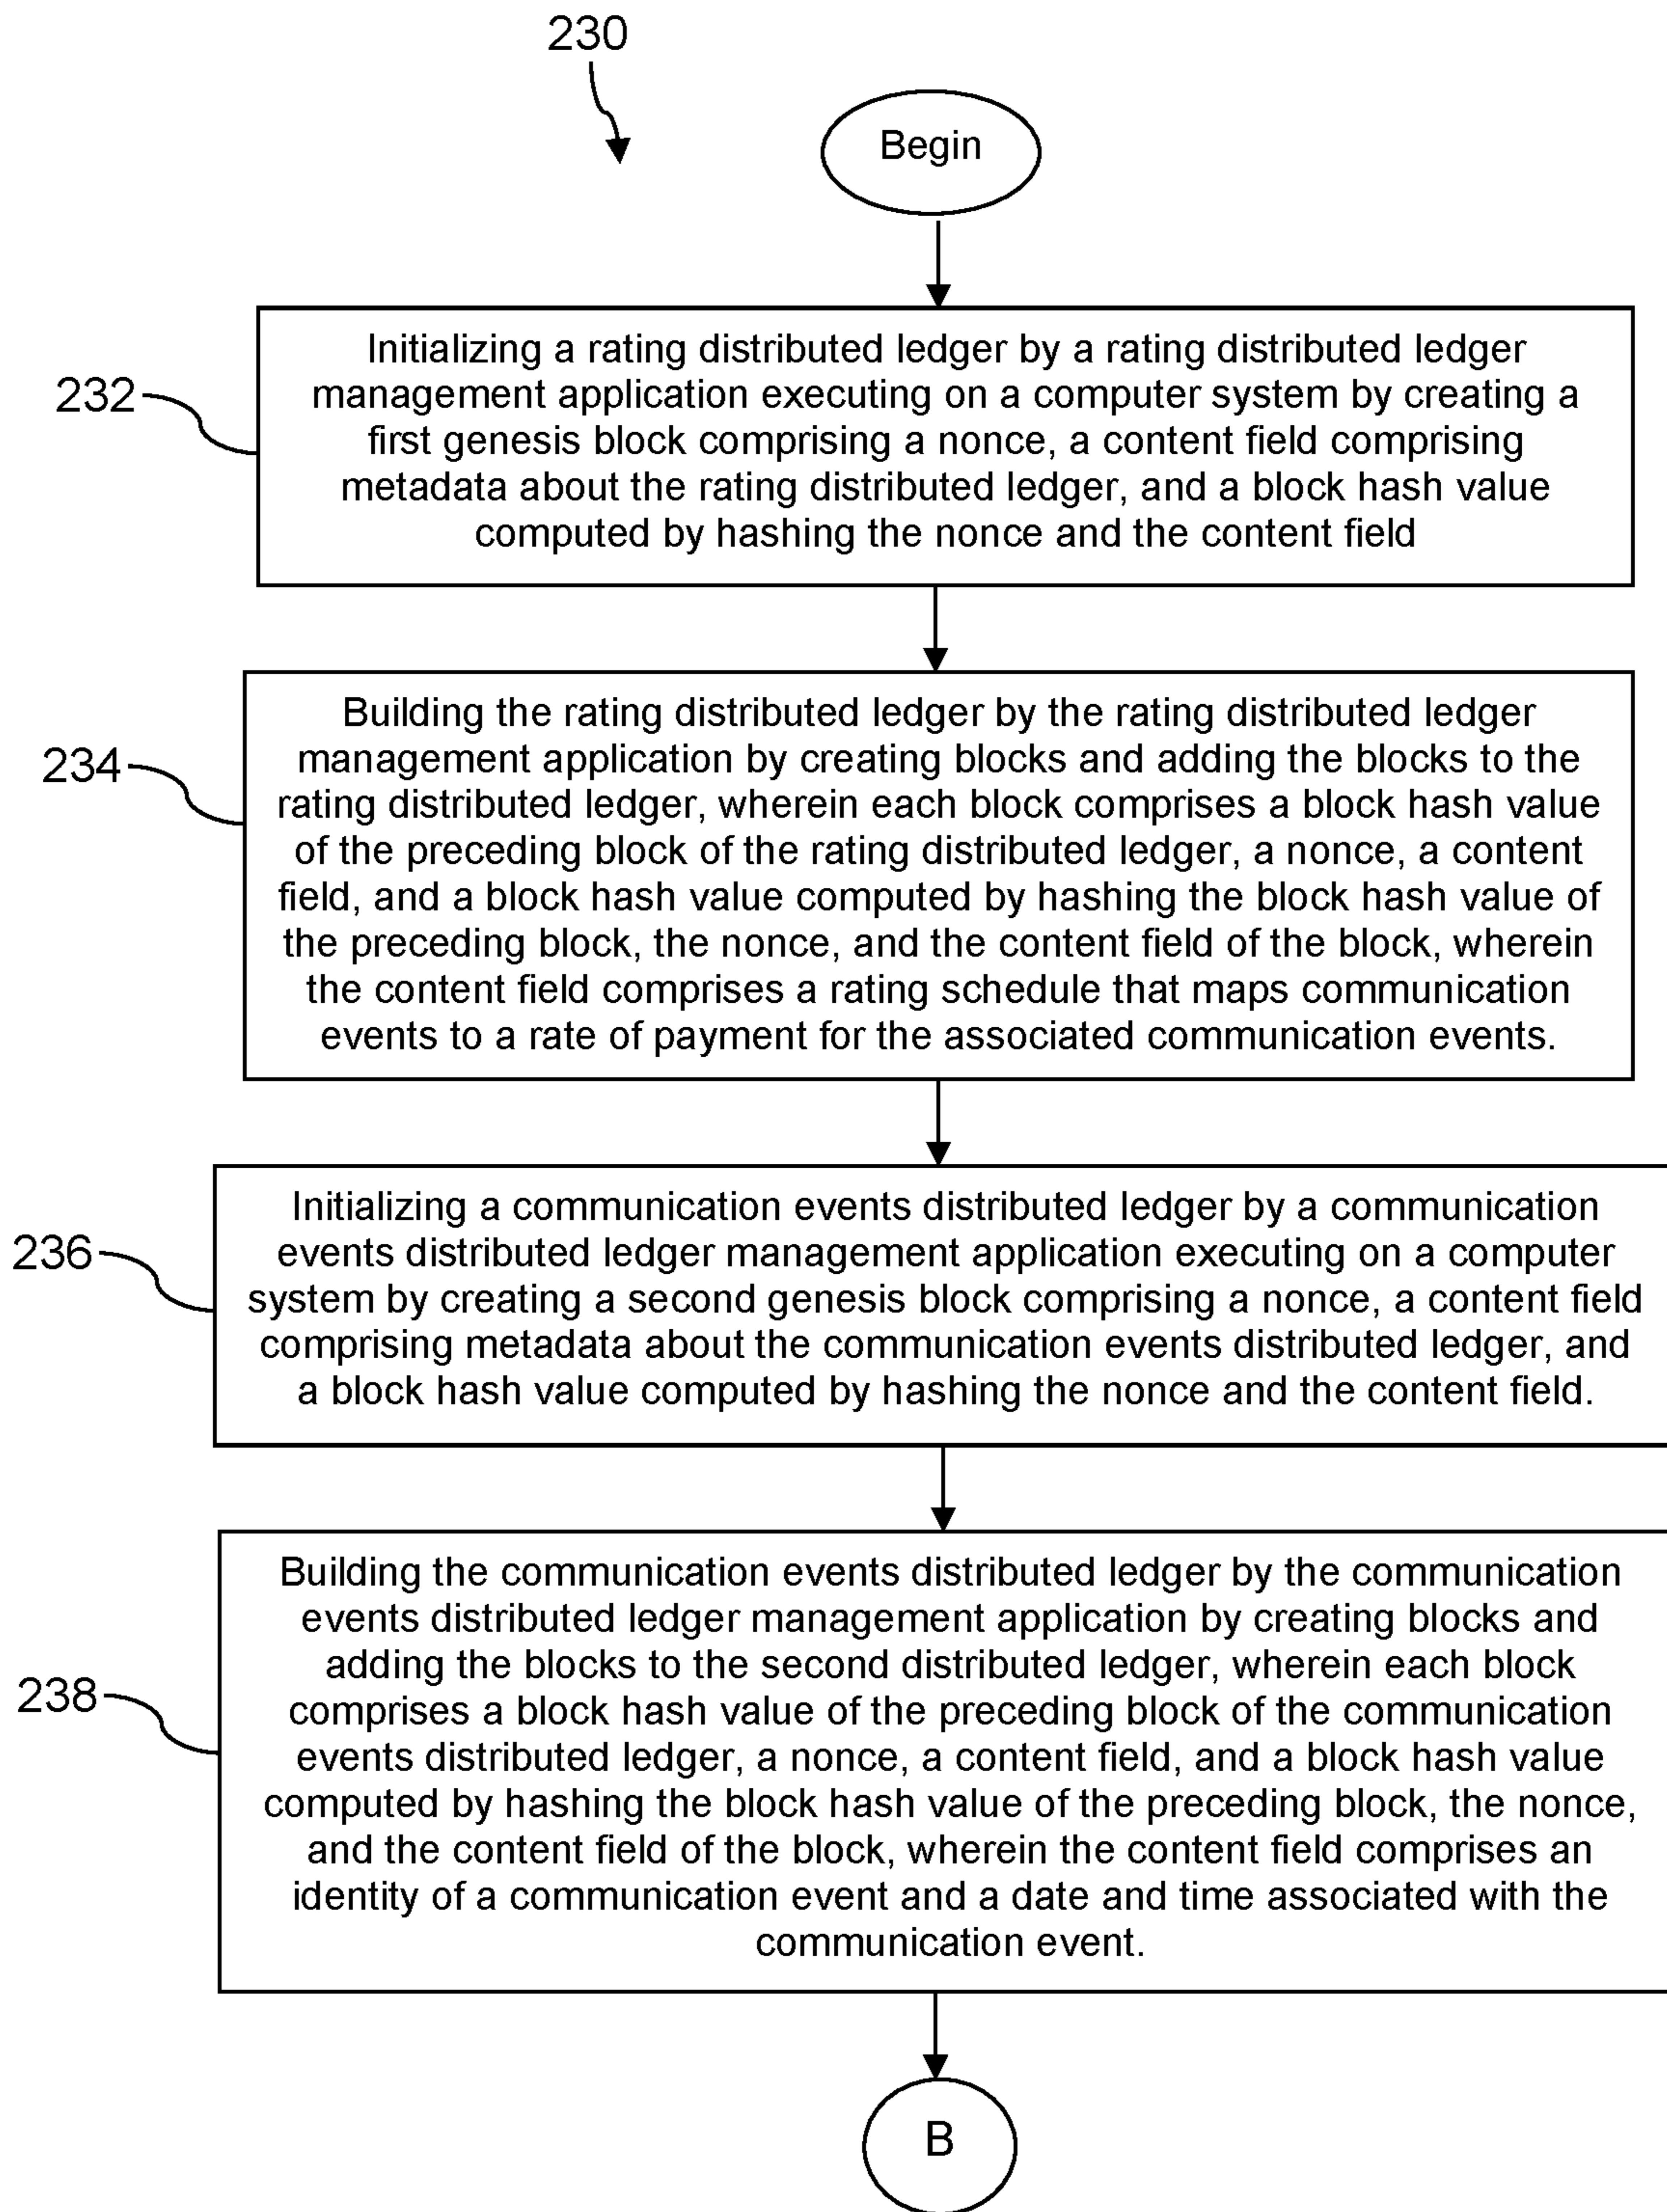 230
Begin
232
Initializing a rating distributed ledger by a rating distributed ledger
management application executing on a computer system by creating a
first genesis block comprising a nonce, a content field comprising
metadata about the rating distributed ledger, and a block hash value
computed by hashing the nonce and the content field
234
Building the rating distributed ledger by the rating distributed ledger
management application by creating blocks and adding the blocks to the
rating distributed ledger, wherein each block comprises a block hash value
of the preceding block of the rating distributed ledger, a nonce, a content
field, and a block hash value computed by hashing the block hash value of
the preceding block, the nonce, and the content field of the block, wherein
the content field comprises a rating schedule that maps communication
events to a rate of payment for the associated communication events.
236
Initializing a communication events distributed ledger by a communication
events distributed ledger management application executing on a computer
system by creating a second genesis block comprising a nonce, a content field
comprising metadata about the communication events distributed ledger, and
a block hash value computed by hashing the nonce and the content field.
238
Building the communication events distributed ledger by the communication
events distributed ledger management application by creating blocks and
adding the blocks to the second distributed ledger, wherein each block
comprises a block hash value of the preceding block of the communication
events distributed ledger, a nonce, a content field, and a block hash value
computed by hashing the block hash value of the preceding block, the nonce,
and the content field of the block, wherein the content field comprises an
identity of a communication event and a date and time associated with the
communication event.
B